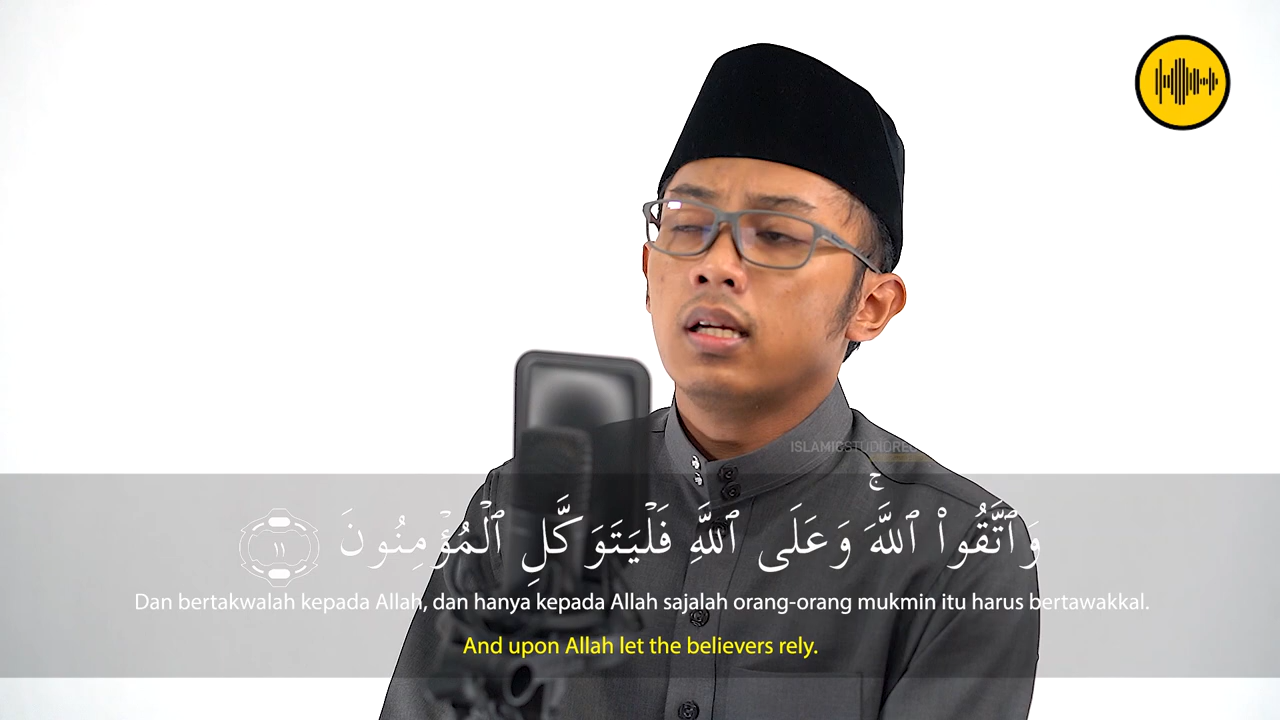 ISLAMICSTUDIOREC
وَٱتَّقُوا۟ ٱللَّهَ ۚ وَعَلَى ٱللَّهِ فَلْيَتَوَكَّلِ ٱلْمُؤْمِنُونَ ١١
Dan bertakwalah kepada Allah, dan hanya kepada Allah sajalah orang-orang mukmin itu harus bertawakkal.
And upon Allah let the believers rely.